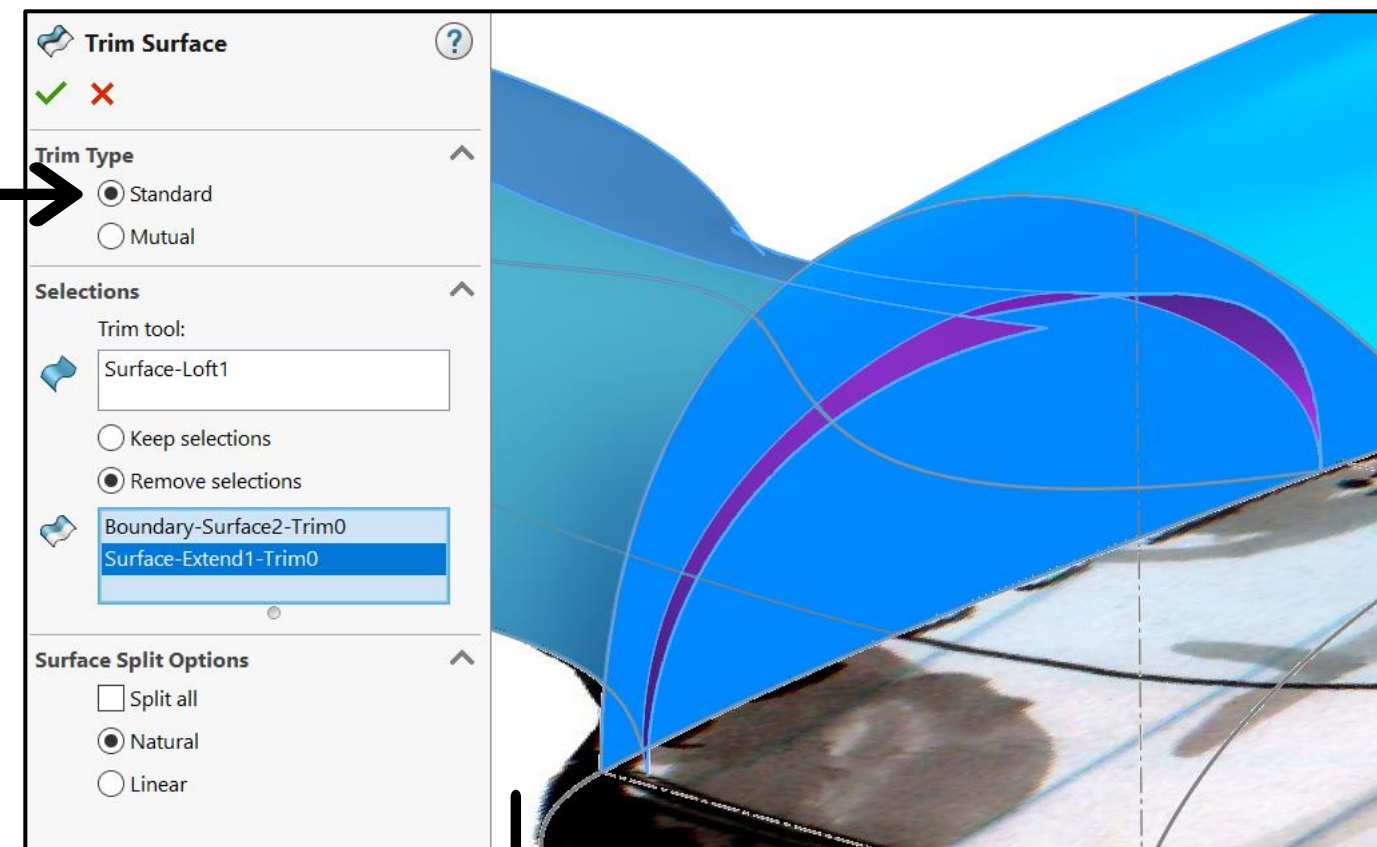 Trim Surface
?
Trim Type
Standard
Mutual
Selections
Trim tool:
Surface-Loft1
Keep selections
Remove selections
Boundary-Surface2-Trim0
Surface-Extend1-Trim0
Surface Split Options
Split all
Natural
Linear